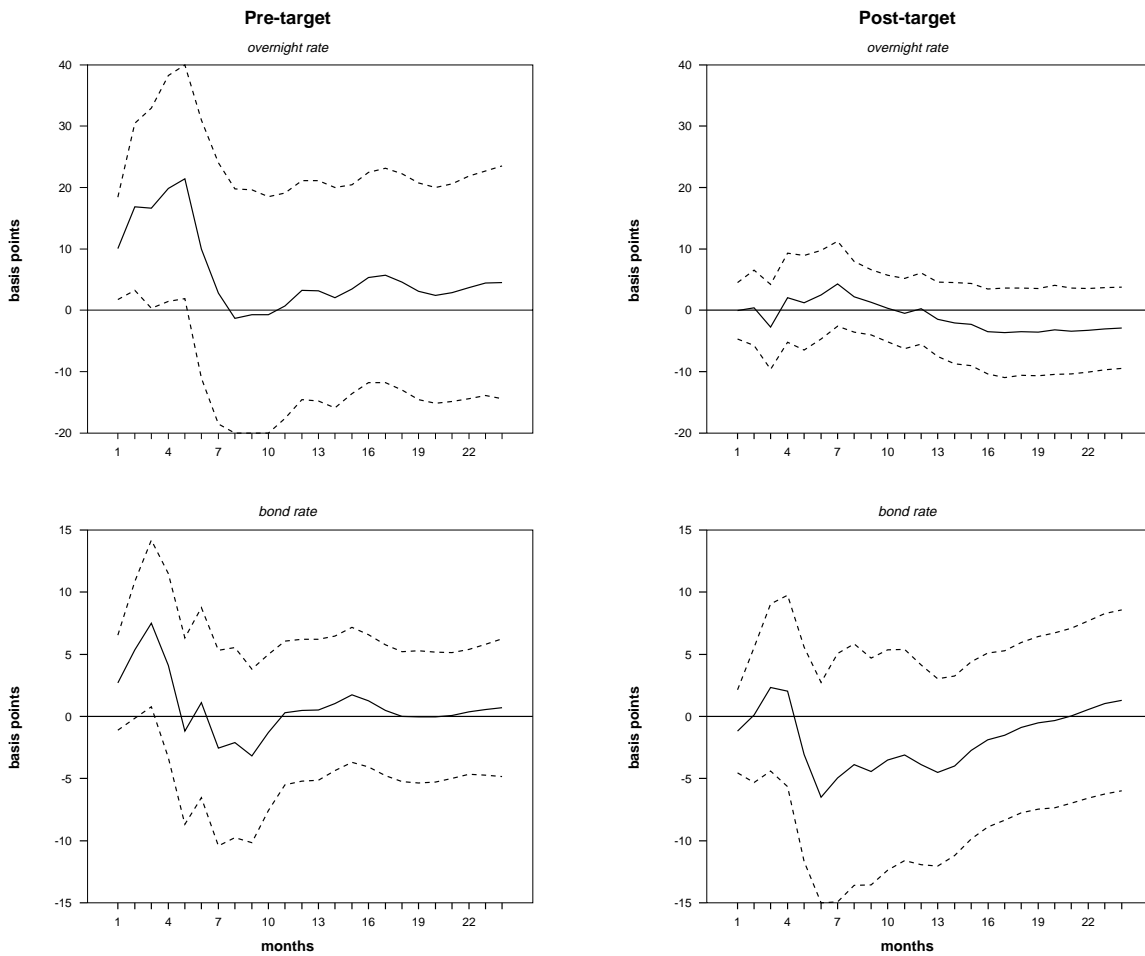 Pre-target
Post-target
overnight rate
overnight rate
40
30
20
10
0
-10
-20
basis points
1 4 7 10 13 16 19 22
40
30
20
10
0
-10
-20
basis points
1 4 7 10 13 16 19 22
bond rate
bond rate
15
10
5
0
-5
-10
-15
basis points
1 4 7 10 13 16 19 22
months
15
10
5
0
-5
-10
-15
basis points
1 4 7 10 13 16 19 22
months